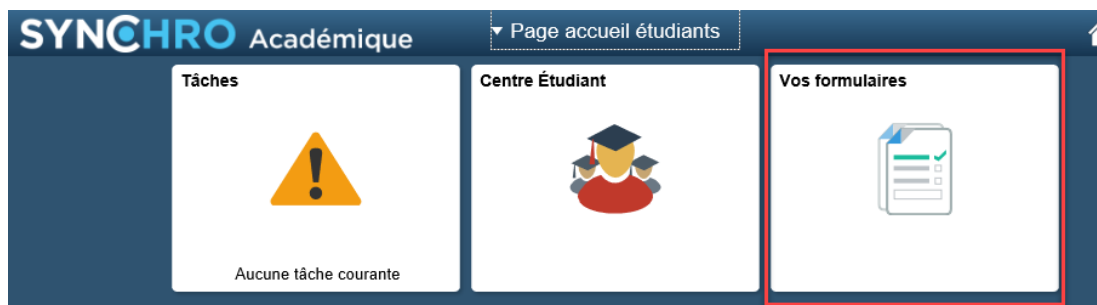 SYNCHRO Académique
Page accueil étudiants
Tâches
Centre Étudiant
Vos formulaires
Aucune tâche courante